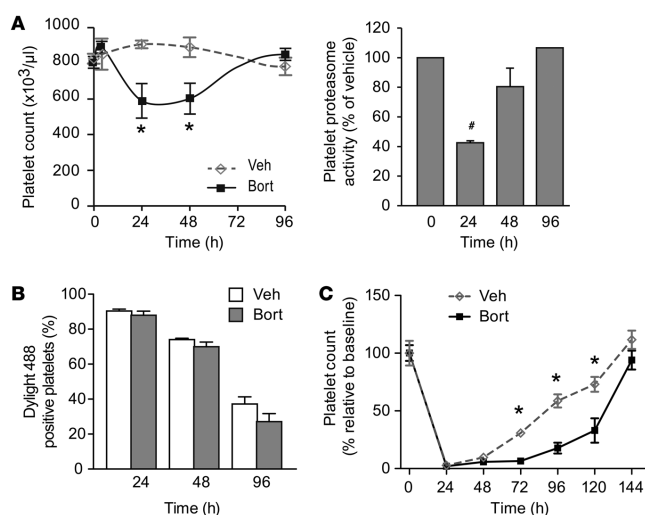 A
Platelet count (x10³/µl)
1000
800
600
400
200
0
*
*
Veh
Bort
0
24
48
72
96
Time (h)
Platelet proteasome
activity (% of vehicle)
120
100
80
60
40
20
0
#
0
24
48
96
Time (h)
B
Dylight 488
positive platelets (%)
100
80
60
40
20
0
Veh
Bort
24
48
96
Time (h)
C
Platelet count
(% relative to baseline)
150
100
50
0
Veh
Bort
*
*
*
0
24
48
72
96
120
144
Time (h)